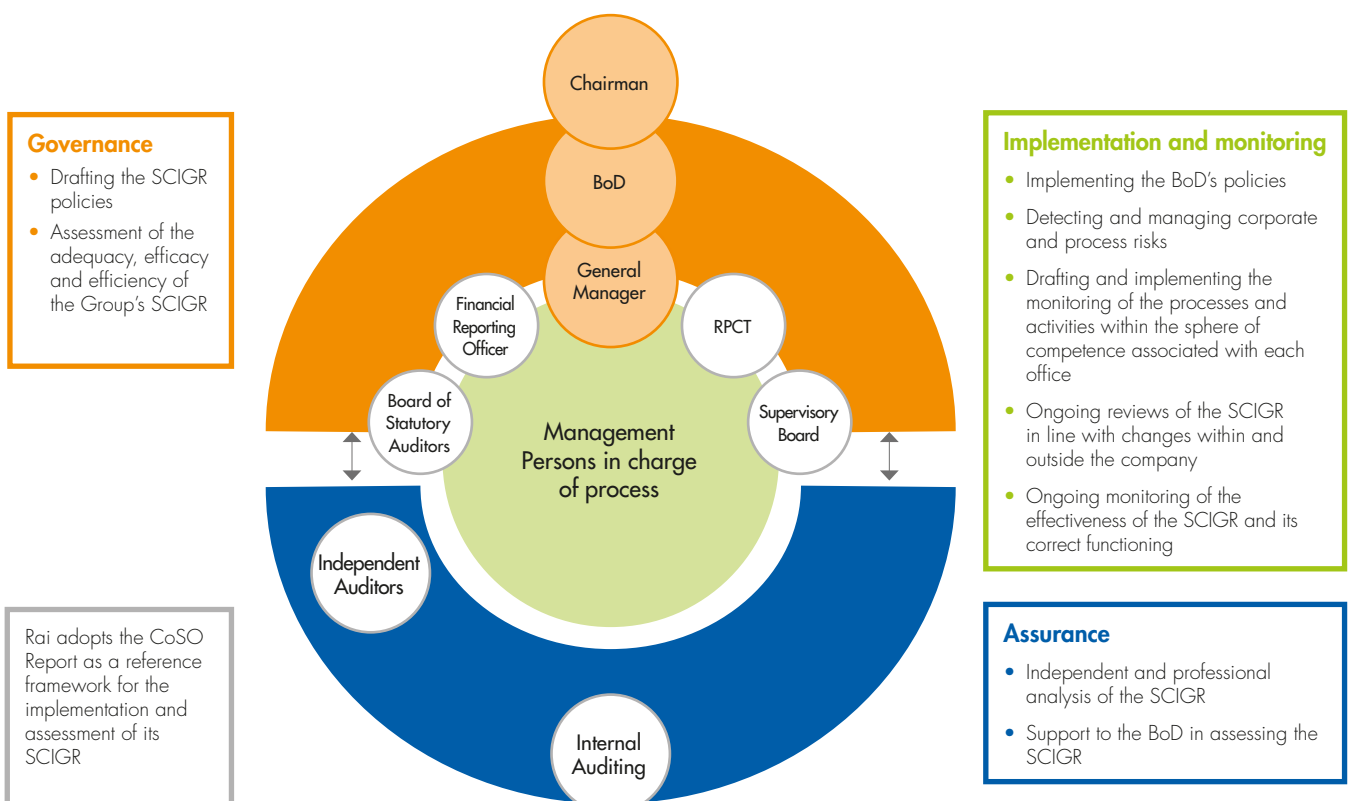 Chairman
BoD
General
Manager
Financial
Reporting
Officer
RPCT
Board of
Statutory
Auditors
Supervisory
Board
Management
Persons in charge
of process
Independent
Auditors
Internal
Auditing
Governance
• Drafting the SCIGR
policies
• Assessment of the
adequacy, efficacy
and efficiency of
the Group's SCIGR
Rai adopts the CoSO
Report as a reference
framework for the
implementation and
assessment of its
SCIGR
Implementation and monitoring
• Implementing the BoD's policies
• Detecting and managing corporate
and process risks
• Drafting and implementing the
monitoring of the processes and
activities within the sphere of
competence associated with each
office
• Ongoing reviews of the SCIGR
in line with changes within and
outside the company
• Ongoing monitoring of the
effectiveness of the SCIGR and its
correct functioning
Assurance
• Independent and professional
analysis of the SCIGR
• Support to the BoD in assessing the
SCIGR